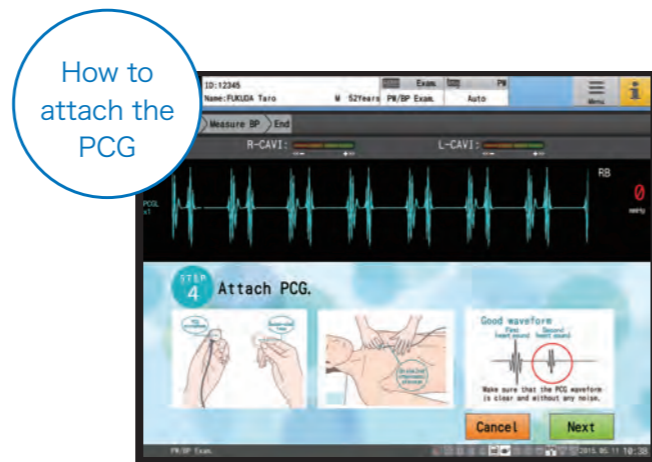 How to
attach the
PCG
ID:12345
Name:FUKUDA Taro M 52Years
Exam. PW
PW/BP Exam. Auto
Menu
Measure BP End
R-CAVI: L-CAVI:
RB
PCGL
x1
0
mmHg
STEP
4
Attach PCG.
Good waveform
First
heart sound
Second
heart sound
Make sure that the PCG waveform
is clear and without any noise.
Cancel Next
PW/BP Exam. 2015.05.11 10:38